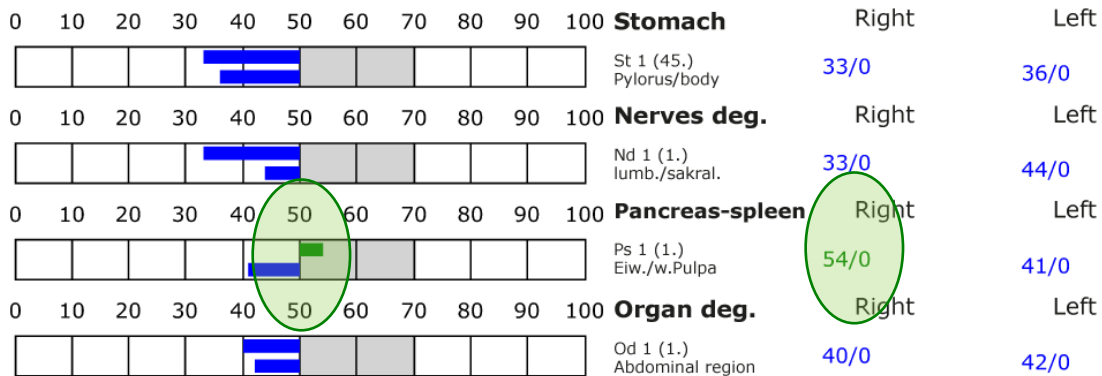 0 10 20 30 40 50 60 70 80 90 100 Stomach Right Left
St 1 (45.) 33/0 36/0
Pylorus/body
0 10 20 30 40 50 60 70 80 90 100 Nerves deg. Right Left
Nd 1 (1.) 33/0 44/0
lumb./sakral.
0 10 20 30 40 50 60 70 80 90 100 Pancreas-spleen Right Left
Ps 1 (1.) 54/0 41/0
Eiw./w.Pulpa
0 10 20 30 40 50 60 70 80 90 100 Organ deg. Right Left
Od 1 (1.) 40/0 42/0
Abdominal region